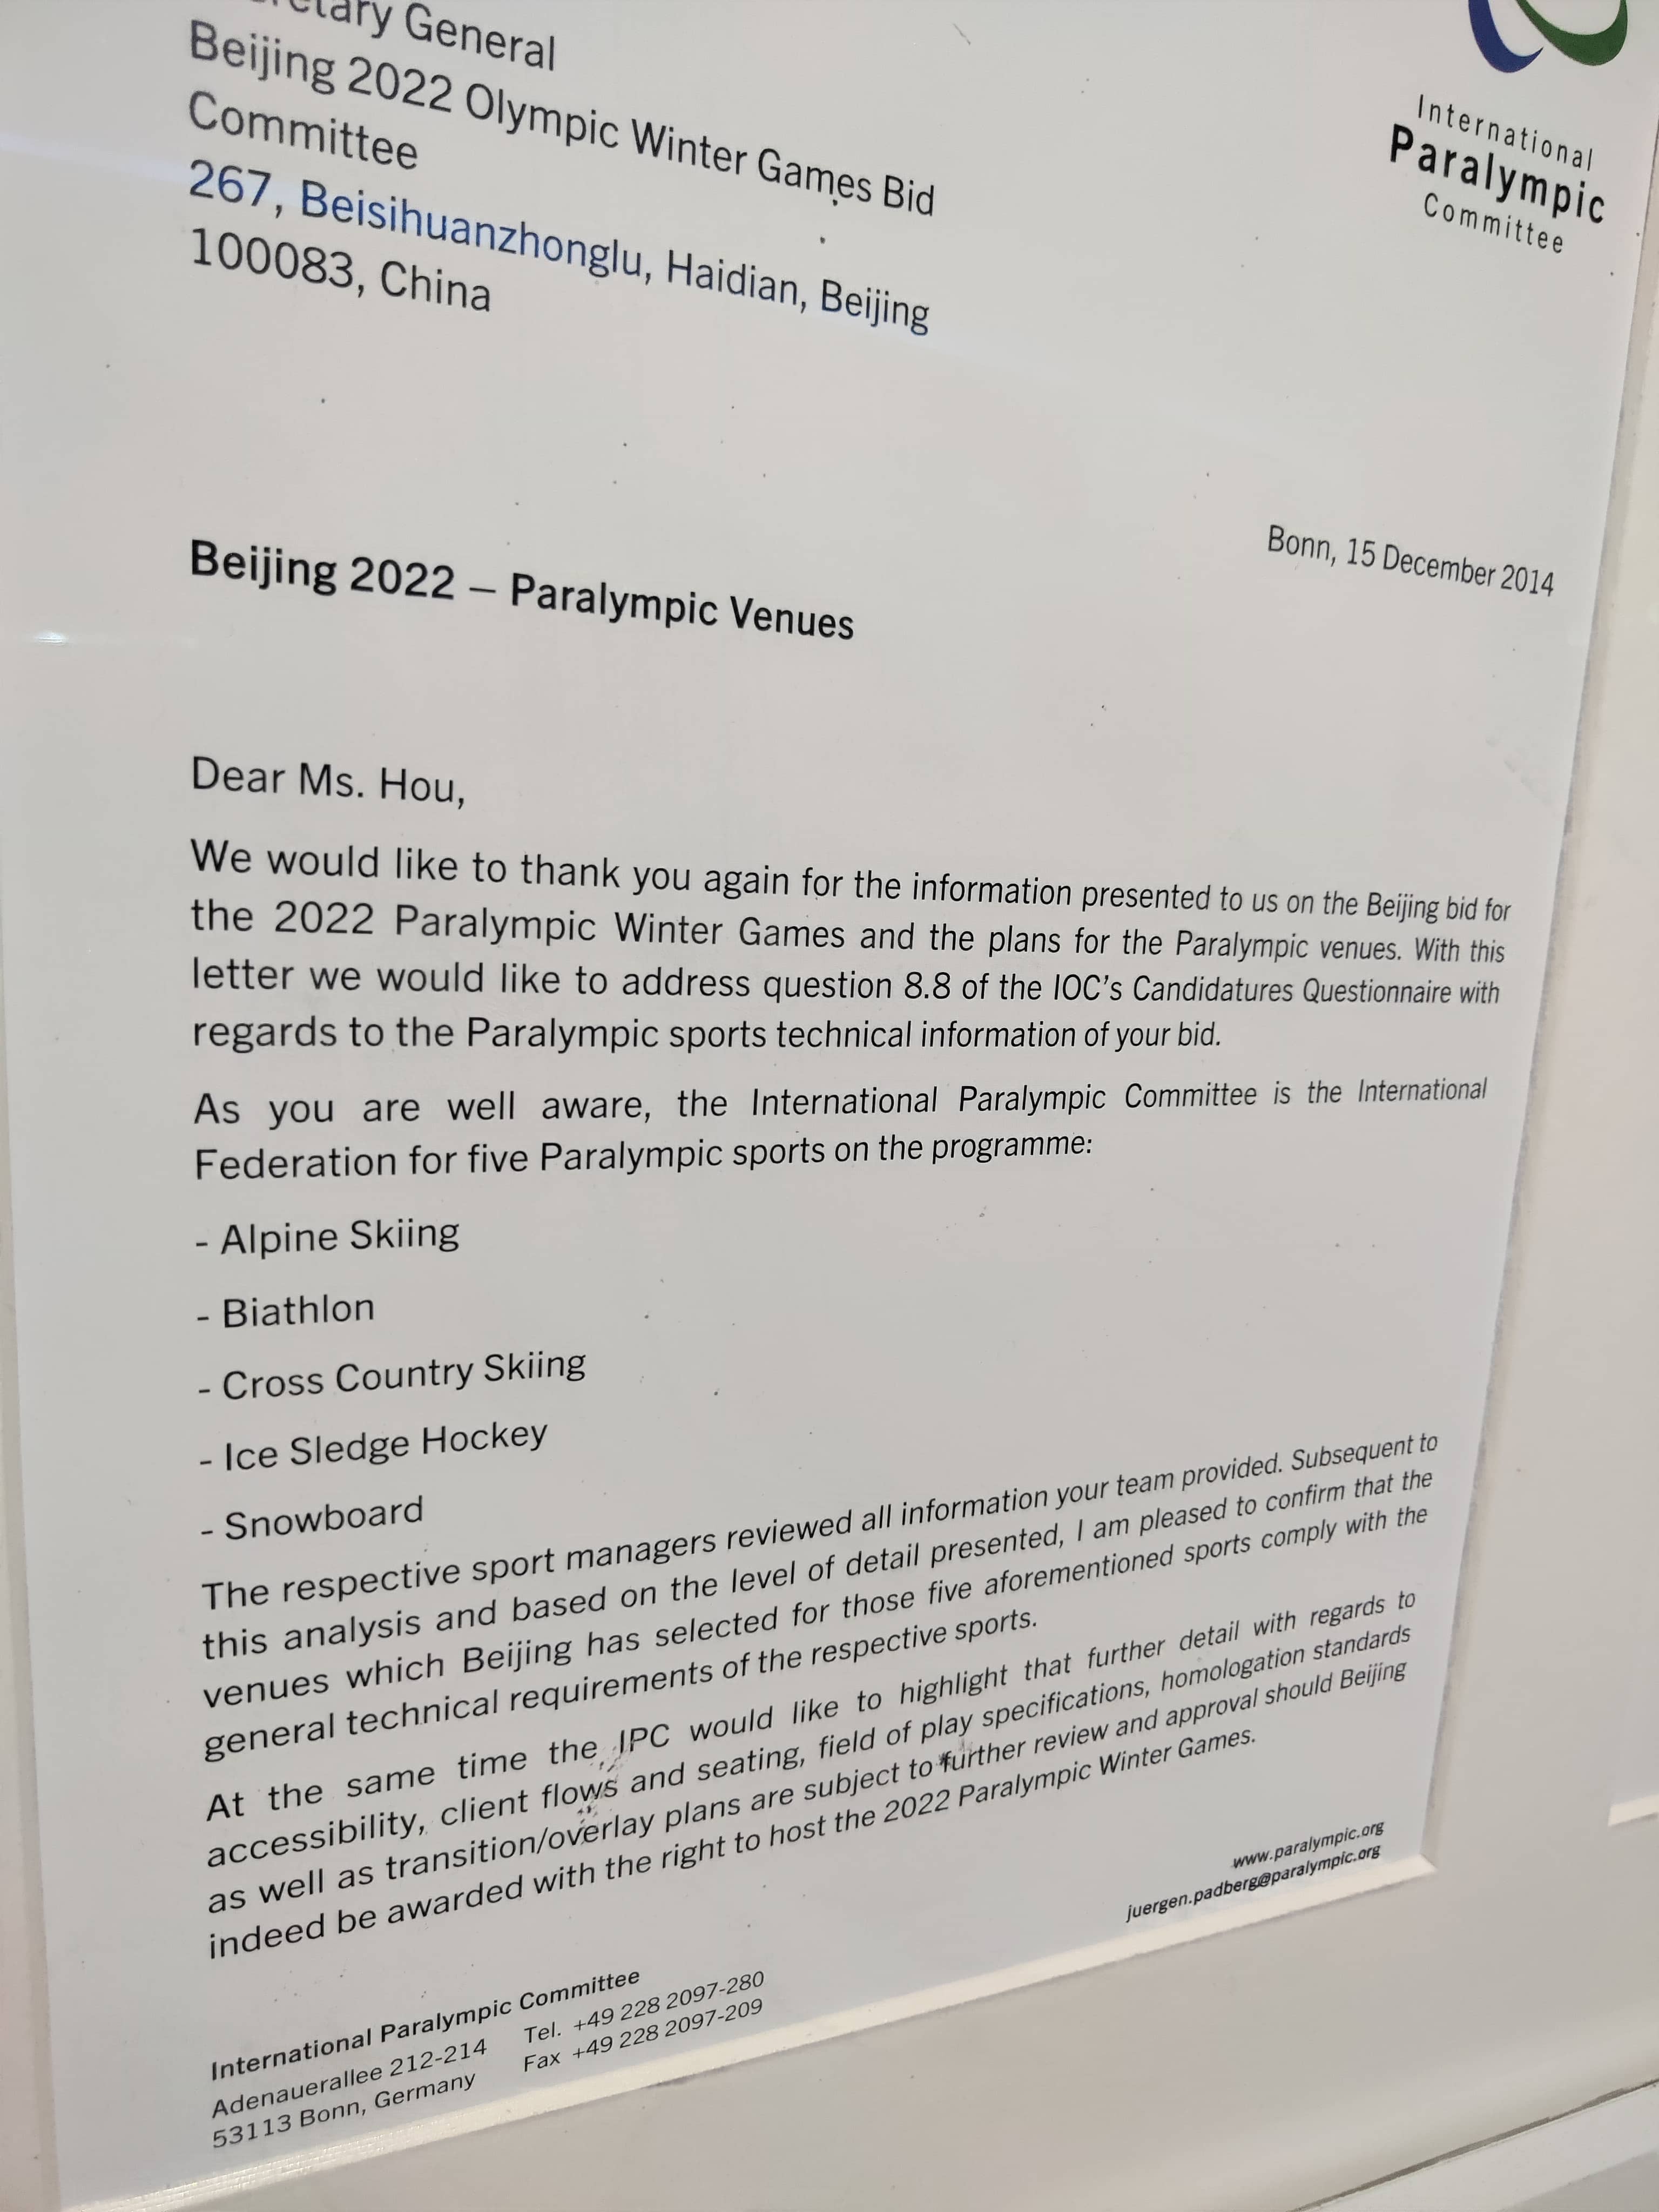 General
Beijing 2022 Olympic Winter Games Bid
Committee
267, Beisihuanzhonglu, Haidian, Beijing
100083, China
International
Paralympic
Committee
Bonn, 15 December 2014
Beijing 2022 – Paralympic Venues
Dear Ms. Hou,
We would like to thank you again for the information presented to us on the Beijing bid for
the 2022 Paralympic Winter Games and the plans for the Paralympic venues. With this
letter we would like to address question 8.8 of the IOC's Candidatures Questionnaire with
regards to the Paralympic sports technical information of your bid.
As you are well aware, the International Paralympic Committee is the International
Federation for five Paralympic sports on the programme:
- Alpine Skiing
- Biathlon
- Cross Country Skiing
- Ice Sledge Hockey
- Snowboard
The respective sport managers reviewed all information your team provided. Subsequent to
this analysis and based on the level of detail presented, I am pleased to confirm that the
venues which Beijing has selected for those five aforementioned sports comply with the
general technical requirements of the respective sports.
At the same time the IPC would like to highlight that further detail with regards to
accessibility, client flows and seating, field of play specifications, homologation standards
as well as transition/overlay plans are subject to further review and approval should Beijing
indeed be awarded with the right to host the 2022 Paralympic Winter Games.
www.paralympic.org
juergen.padberg@paralympic.org
International Paralympic Committee
Adenauerallee 212-214 Tel. +49 228 2097-280
53113 Bonn, Germany Fax +49 228 2097-209